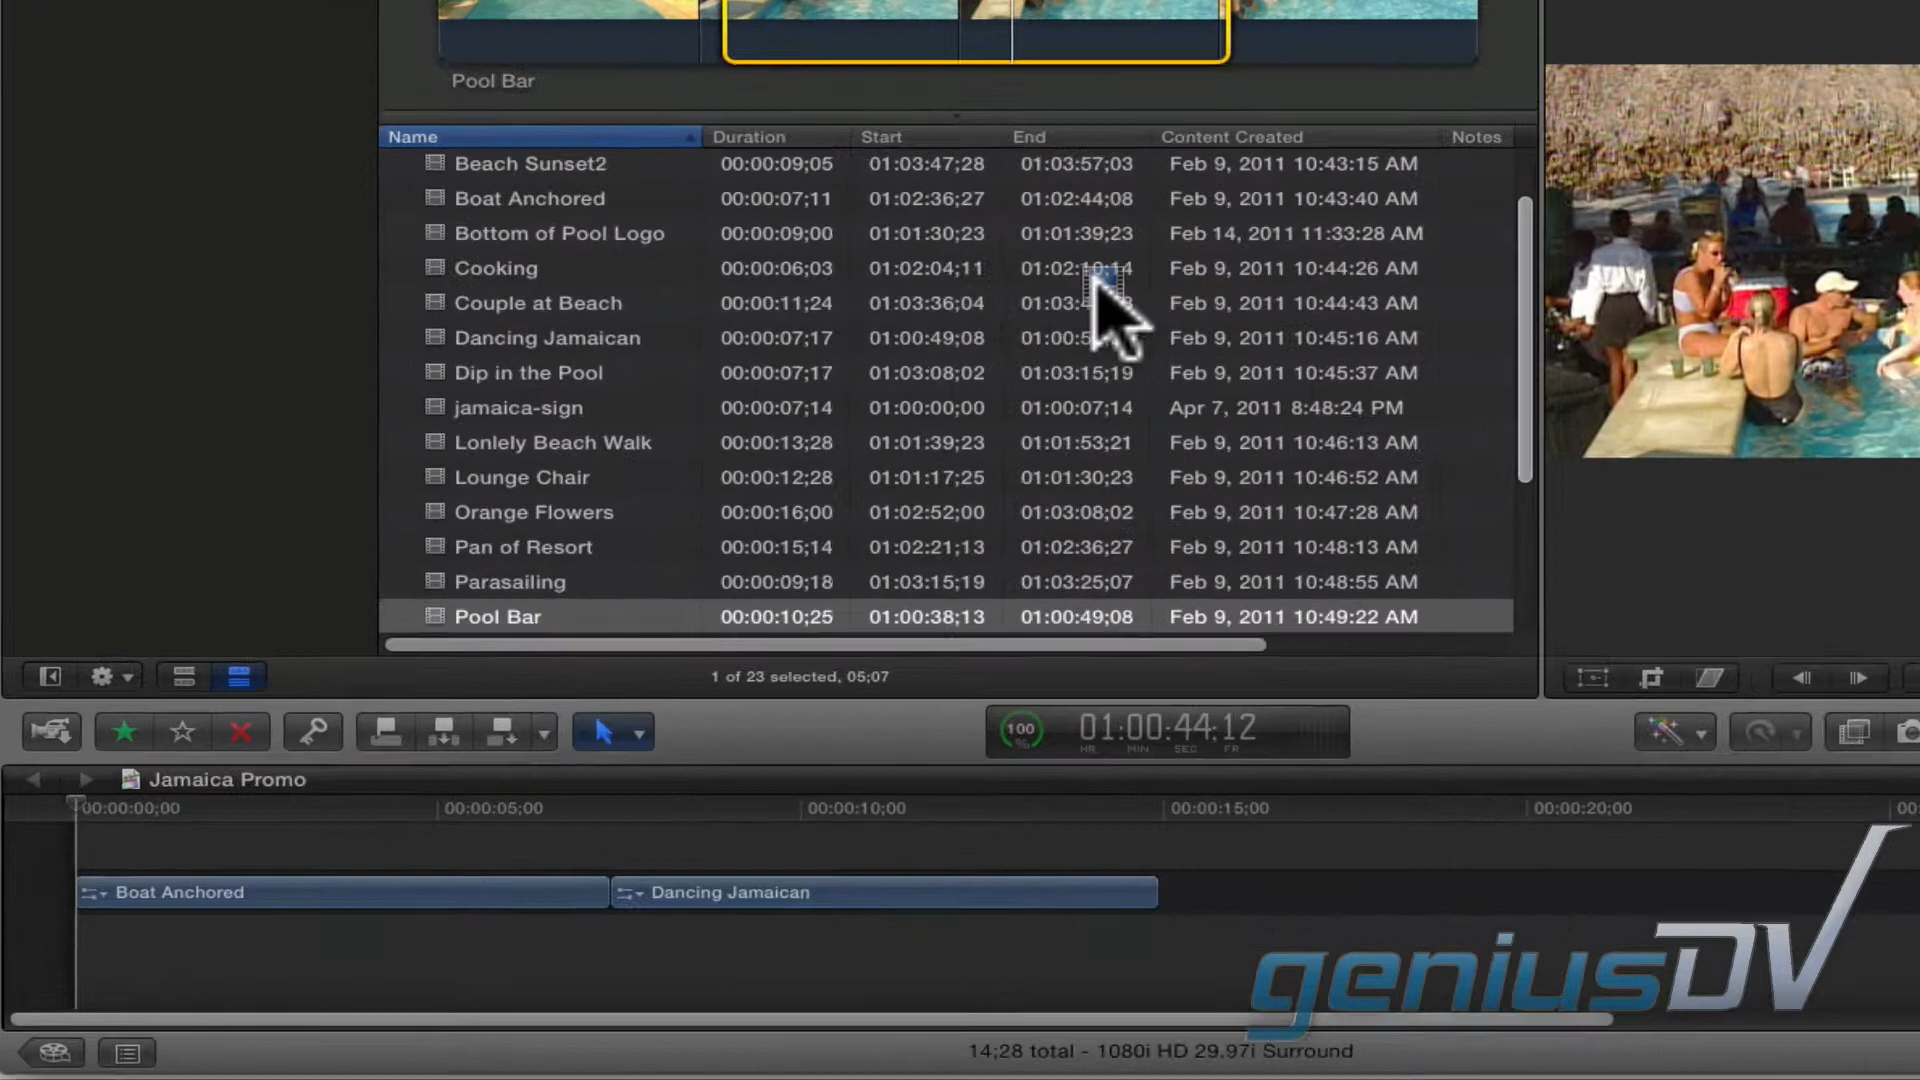 Pool Bar
Name Duration Start End Content Created Notes
Beach Sunset2 00:00:09;05 01:03:47;28 01:03:57;03 Feb 9, 2011 10:43:15 AM
Boat Anchored 00:00:07;11 01:02:36;27 01:02:44;08 Feb 9, 2011 10:43:40 AM
Bottom of Pool Logo 00:00:09;00 01:01:30;23 01:01:39;23 Feb 14, 2011 11:33:28 AM
Cooking 00:00:06;03 01:02:04;11 01:02:10;14 Feb 9, 2011 10:44:26 AM
Couple at Beach 00:00:11;24 01:03:36;04 Feb 9, 2011 10:44:43 AM
Dancing Jamaican 00:00:07;17 01:00:49;08 Feb 9, 2011 10:45:16 AM
Dip in the Pool 00:00:07;17 01:03:08;02 01:03:15;19 Feb 9, 2011 10:45:37 AM
jamaica-sign 00:00:07;14 01:00:00;00 01:00:07;14 Apr 7, 2011 8:48:24 PM
Lonlely Beach Walk 00:00:13;28 01:01:39;23 01:01:53;21 Feb 9, 2011 10:46:13 AM
Lounge Chair 00:00:12;28 01:01:17;25 01:01:30;23 Feb 9, 2011 10:46:52 AM
Orange Flowers 00:00:16;00 01:02:52;00 01:03:08;02 Feb 9, 2011 10:47:28 AM
Pan of Resort 00:00:15;14 01:02:21;13 01:02:36;27 Feb 9, 2011 10:48:13 AM
Parasailing 00:00:09;18 01:03:15;19 01:03:25;07 Feb 9, 2011 10:48:55 AM
Pool Bar 00:00:10;25 01:00:38;13 01:00:49;08 Feb 9, 2011 10:49:22 AM
1 of 23 selected, 05;07
100 % 01:00:44;12
HR MIN SEC FR
Jamaica Promo
00:00:00;00 00:00:05;00 00:00:10;00 00:00:15;00 00:00:20;00
Boat Anchored Dancing Jamaican
geniusDV
14;28 total - 1080i HD 29.97i Surround